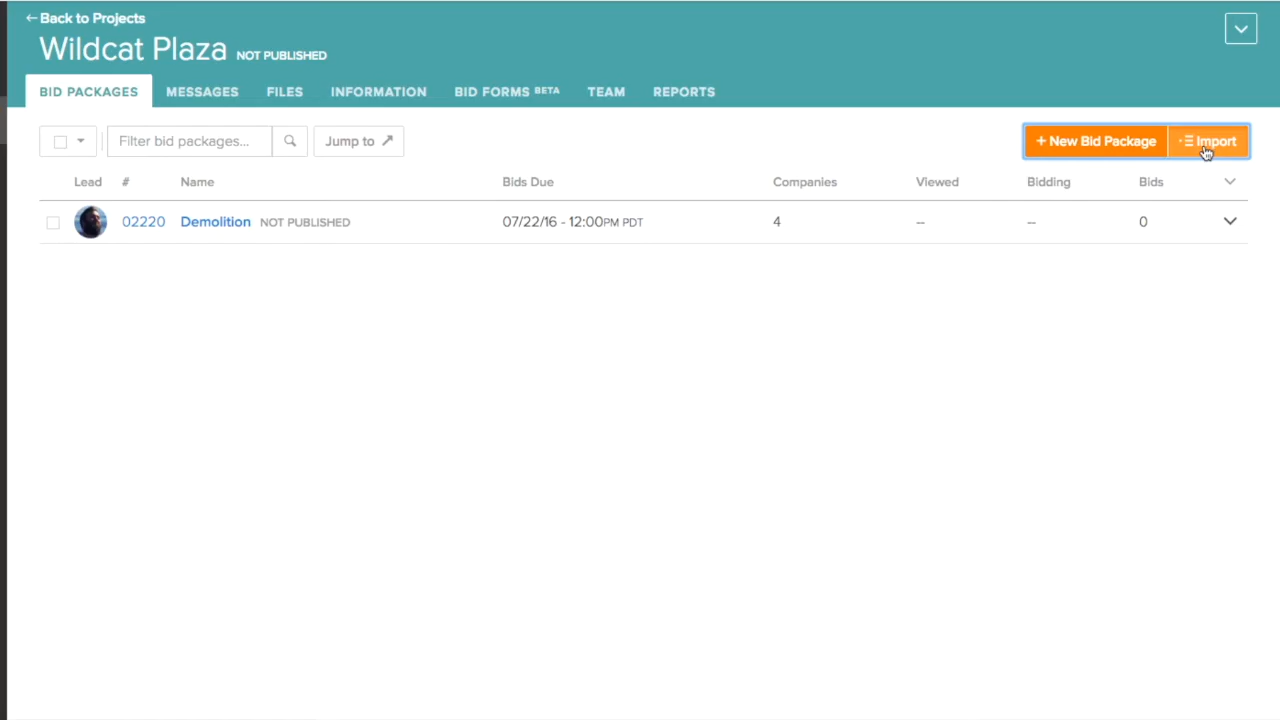 ←Back to Projects
Wildcat Plaza NOT PUBLISHED
BID PACKAGES MESSAGES FILES INFORMATION BID FORMS BETA TEAM REPORTS
Filter bid packages... Jump to + New Bid Package Import
Lead # Name Bids Due Companies Viewed Bidding Bids
02220 Demolition NOT PUBLISHED 07/22/16 - 12:00PM PDT 4 -- -- 0